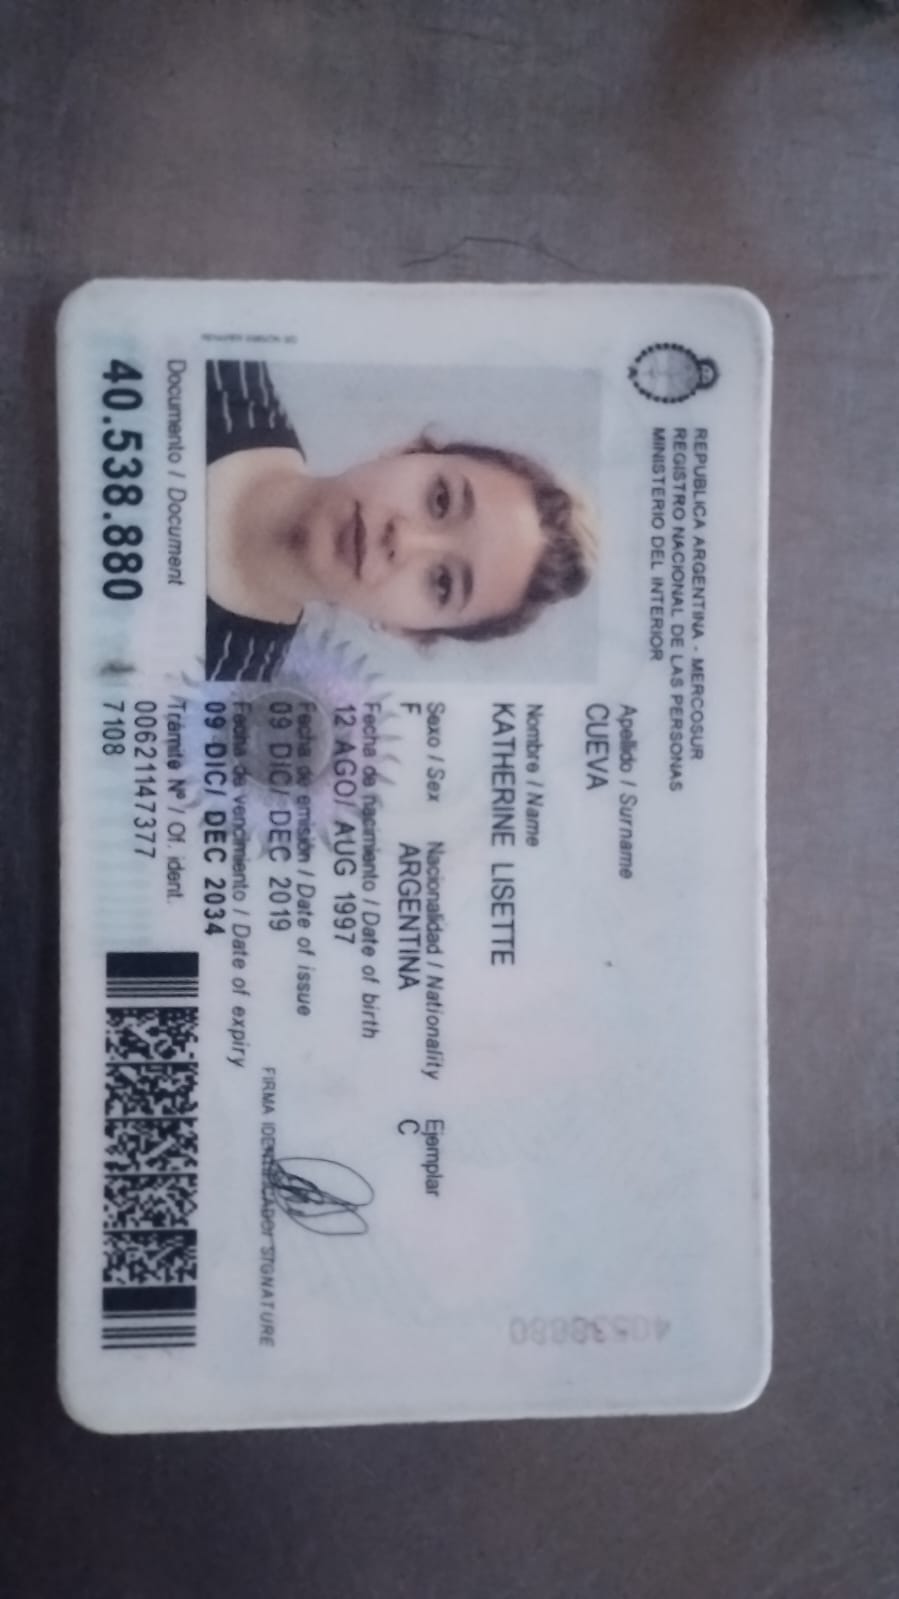 REPUBLICA ARGENTINA - MERCOSUR
REGISTRO NACIONAL DE LAS PERSONAS
MINISTERIO DEL INTERIOR
Apellido / Surname
CUEVA
Nombre / Name
KATHERINE LISETTE
Sexo / Sex Nacionalidad / Nationality Ejemplar
F ARGENTINA C
Fecha de nacimiento / Date of birth
12 AGO/ AUG 1997
Fecha de emisión / Date of issue
09 DIC/ DEC 2019
Fecha de vencimiento / Date of expiry
09 DIC/ DEC 2034
FIRMA IDENTIFICADO/ SIGNATURE
Documento / Document
40.538.880
Trámite Nº / Of. ident.
00621147377
7108
40538880